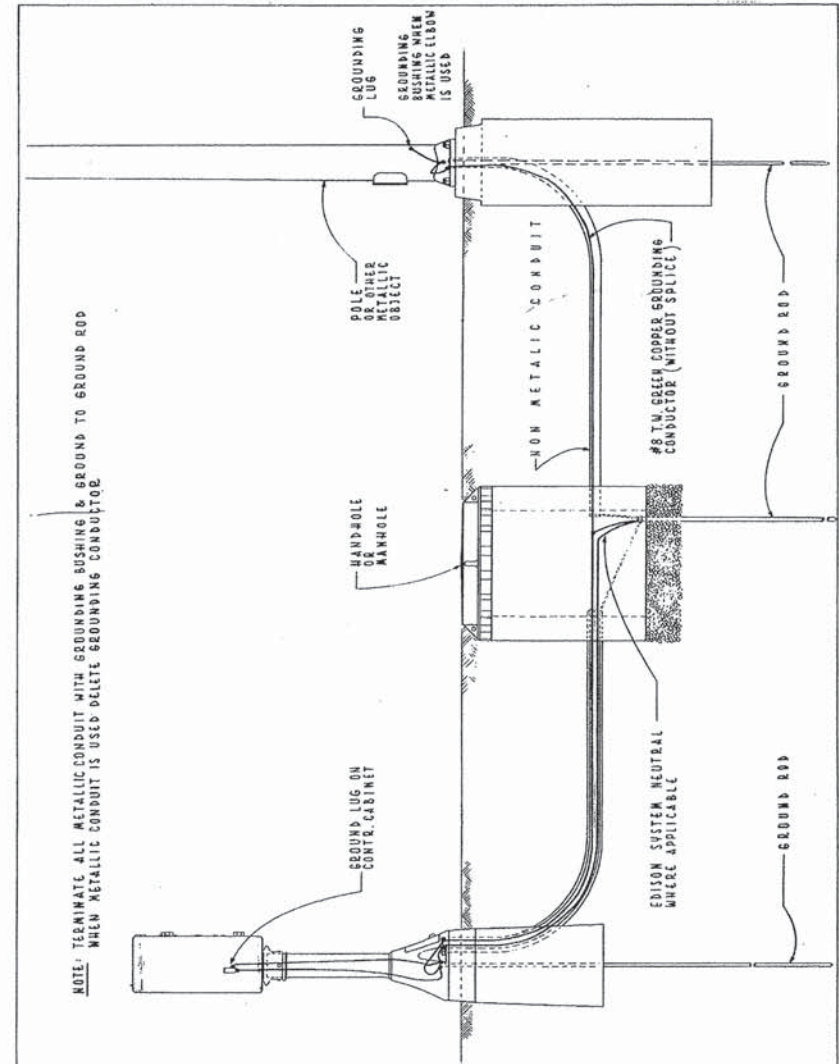 NOTE: TERMINATE ALL METALLIC CONDUIT WITH GROUNDING BUSHING & GROUND TO GROUND ROD
WHEN METALLIC CONDUIT IS USED DELETE GROUNDING CONDUCTOR
GROUND LUG ON
CONTR. CABINET
HANDHOLE
OR
MANHOLE
POLE
OR OTHER
METALLIC
OBJECT
GROUNDING
LUG
GROUNDING
BUSHING WHEN
METALLIC ELBOW
IS USED
NON METALIC CONDUIT
#8 T.W. GREEN COPPER GROUNDING
CONDUCTOR (WITHOUT SPLICE)
EDISON SYSTEM NEUTRAL
WHERE APPLICABLE
GROUND ROD
GROUND ROD